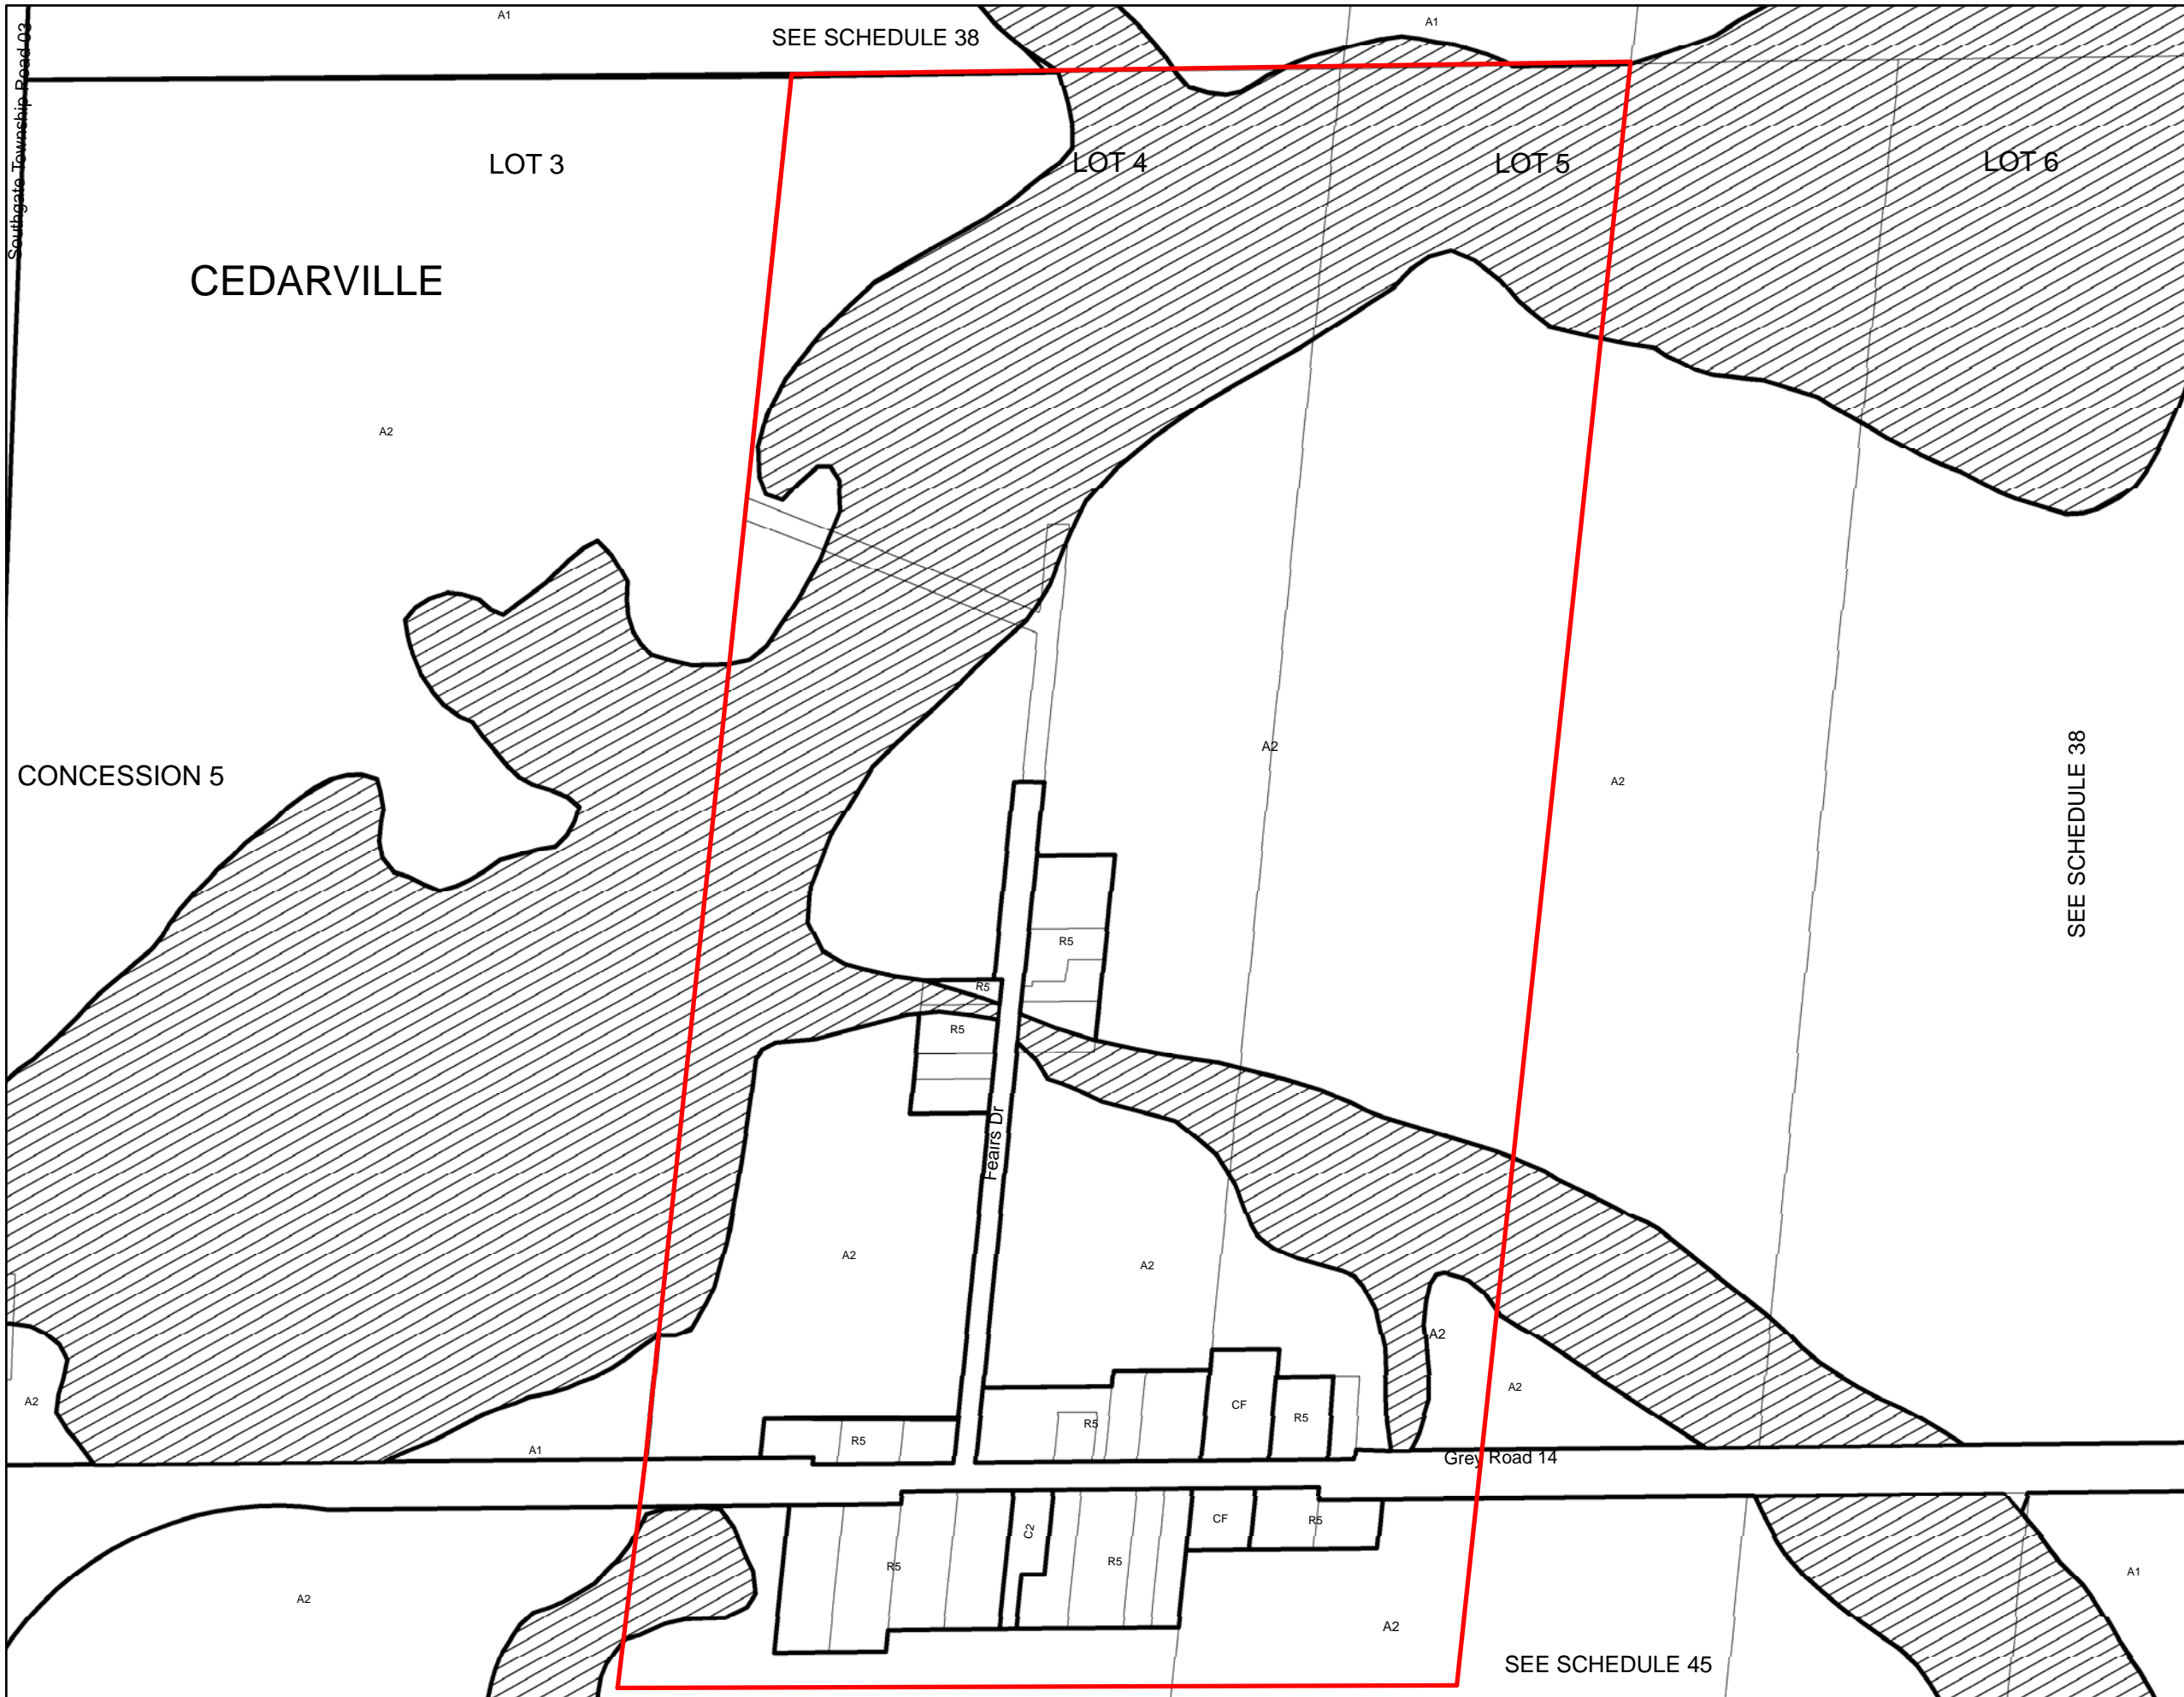 A1
A1
SEE SCHEDULE 38
Southgate Township Road 03
LOT 3
LOT 4
LOT 5
LOT 6
CEDARVILLE
A2
A2
A2
CONCESSION 5
SEE SCHEDULE 38
R5
R5
R5
Feairs Dr
A2
A2
A2
A2
A2
CF
R5
R5
R5
A1
Grey Road 14
CF
R5
C2
R5
R5
A1
A2
A2
SEE SCHEDULE 45